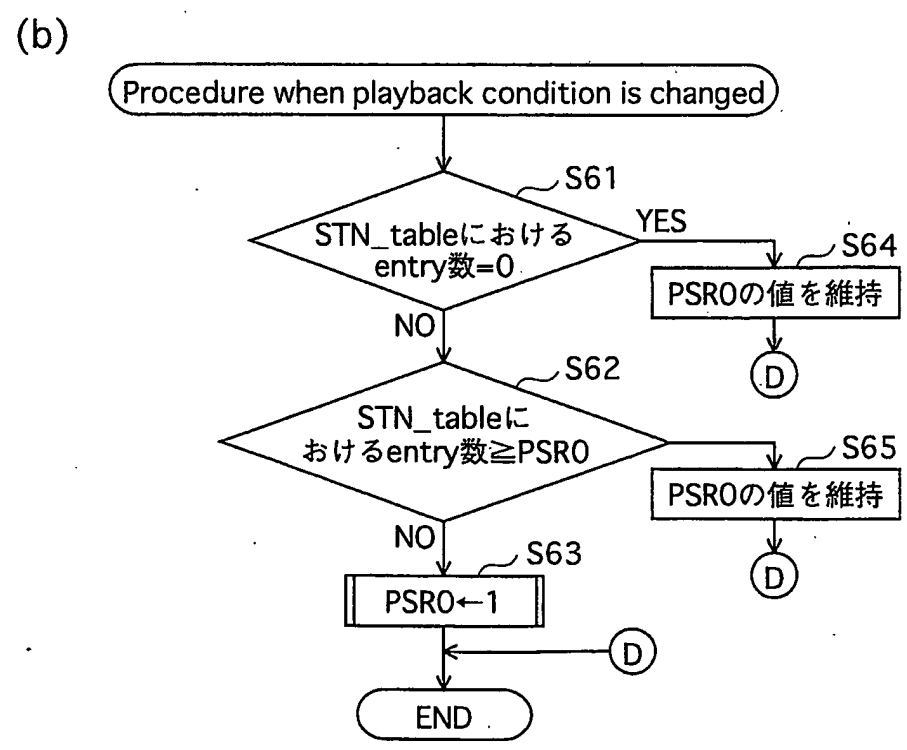 (b)
Procedure when playback condition is changed
S61
STN_tableにおける
entry数=0
YES
S64
PSR0の値を維持
NO
D
S62
STN_tableに
おけるentry数≧PSR0
S65
PSR0の値を維持
NO
D
S63
PSR0←1
D
END